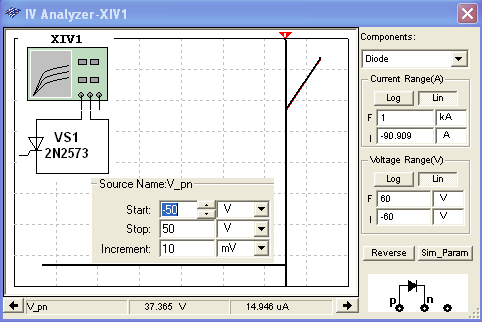 IV Analyzer-XIV1
XIV1
VS1
2N2573
Source Name:V_pn
Start: -50 V
Stop: 50 V
Increment: 10 mV
Components:
Diode
Current Range(A)
Log Lin
F 1 kA
I -90.909 A
Voltage Range(V)
Log Lin
F 60 V
I -60 V
Reverse Sim_Param
p n
V_pn 37.365 V 14.946 uA